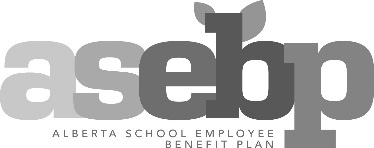 asebp
ALBERTA SCHOOL EMPLOYEE
BENEFIT PLAN